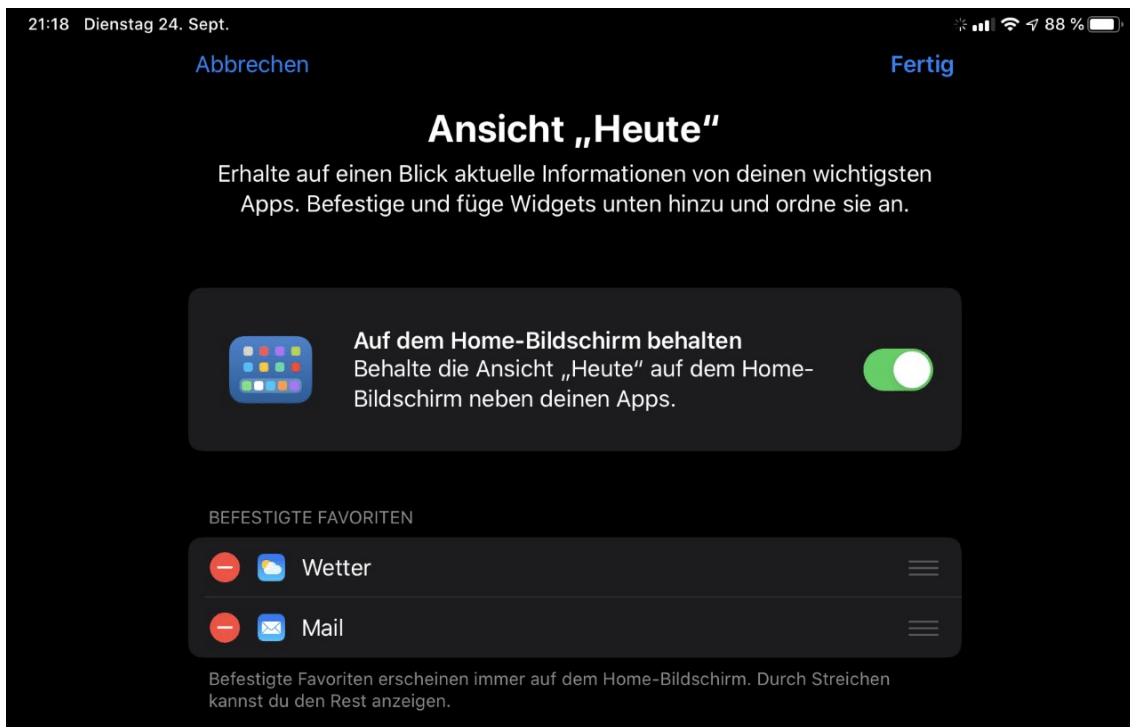 21:18 Dienstag 24. Sept. 88 %
Abbrechen Fertig
Ansicht „Heute“
Erhalte auf einen Blick aktuelle Informationen von deinen wichtigsten
Apps. Befestige und füge Widgets unten hinzu und ordne sie an.
Auf dem Home-Bildschirm behalten
Behalte die Ansicht „Heute“ auf dem Home-
Bildschirm neben deinen Apps.
BEFESTIGTE FAVORITEN
Wetter
Mail
Befestigte Favoriten erscheinen immer auf dem Home-Bildschirm. Durch Streichen
kannst du den Rest anzeigen.